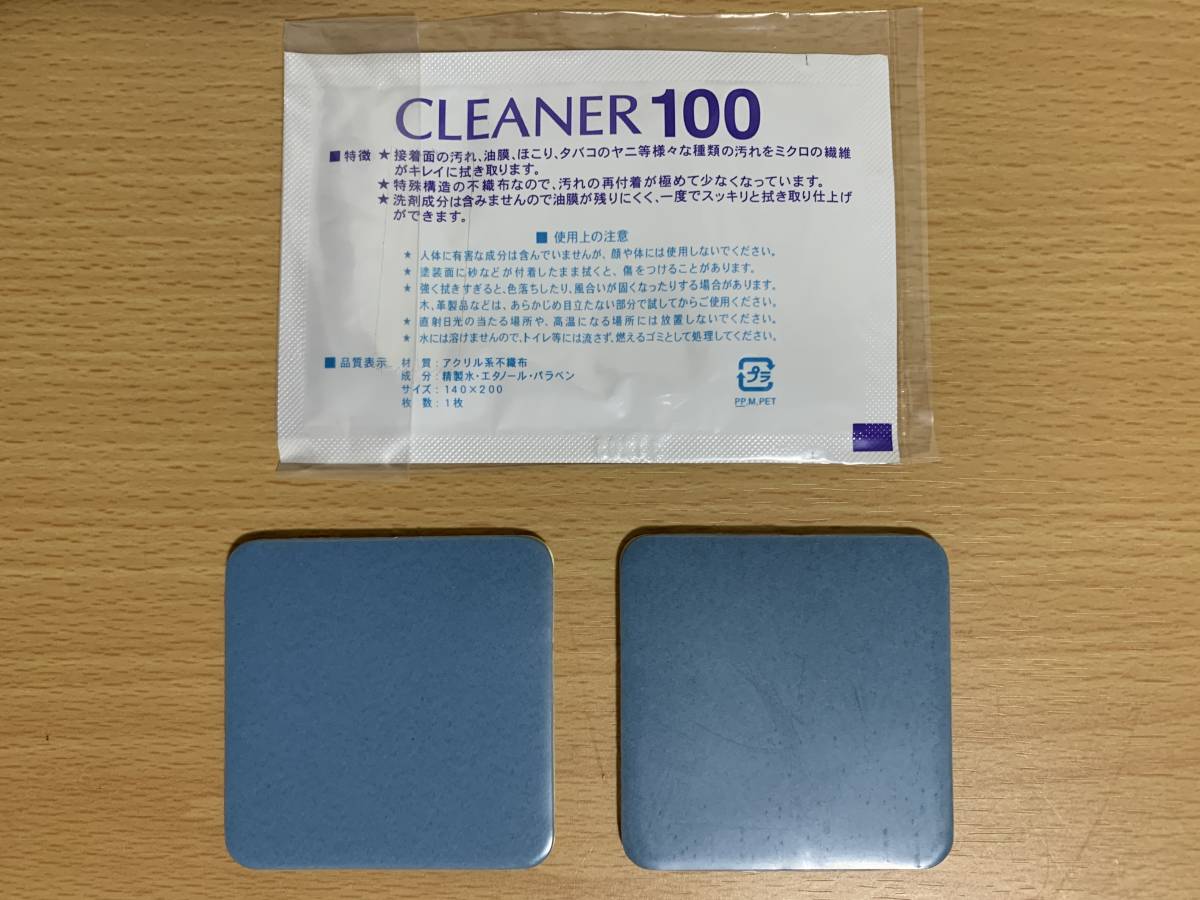 CLEANER 100
■ 特徴 ★ 接着面の汚れ、油膜、ほこり、タバコのヤニ等様々な種類の汚れをミクロの繊維
がキレイに拭き取ります。
★ 特殊構造の不織布なので、汚れの再付着が極めて少なくなっています。
★ 洗剤成分は含みませんので油膜が残りにくく、一度でスッキリと拭き取り仕上げ
ができます。
■ 使用上の注意
★ 人体に有害な成分は含んでいませんが、顔や体には使用しないでください。
★ 塗装面に砂などが付着したまま拭くと、傷をつけることがあります。
★ 強く拭きすぎると、色落ちしたり、風合いが固くなったりする場合があります。
木、革製品などは、あらかじめ目立たない部分で試してからご使用ください。
★ 直射日光の当たる場所や、高温になる場所には放置しないでください。
★ 水には溶けませんので、トイレ等には流さず、燃えるゴミとして処理してください。
■ 品質表示 材 質：アクリル系不織布
成 分：精製水・エタノール・パラベン
サイズ：140×200
枚 数：1枚
プラ
PP,M,PET